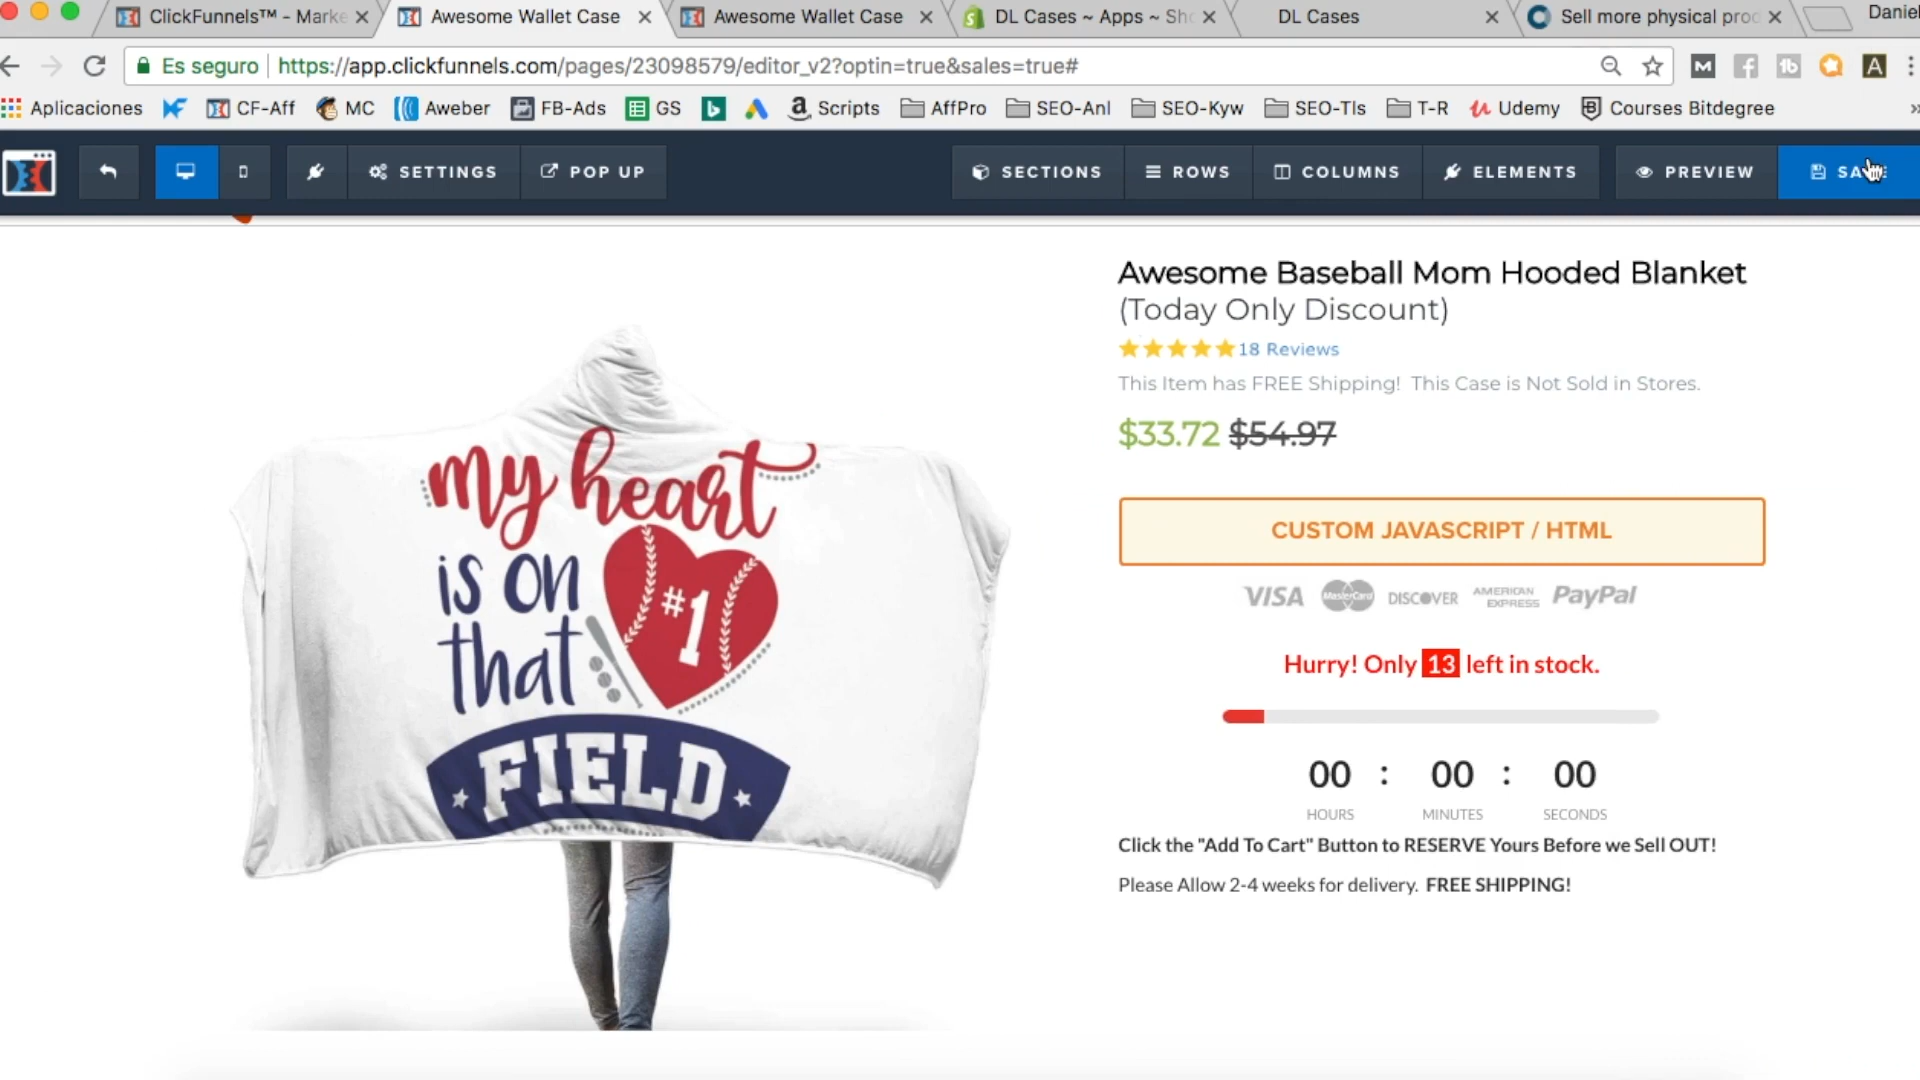 ClickFunnels™ - Marke
Awesome Wallet Case
Awesome Wallet Case
DL Cases ~ Apps ~ Sh
DL Cases
Sell more physical pro
Daniel
Es seguro
https://app.clickfunnels.com/pages/23098579/editor_v2?optin=true&sales=true#
M
f
1b
A
Aplicaciones
CF-Aff
MC
Aweber
FB-Ads
GS
Scripts
AffPro
SEO-Anl
SEO-Kyw
SEO-Tls
T-R
Udemy
Courses Bitdegree
SETTINGS
POP UP
SECTIONS
ROWS
COLUMNS
ELEMENTS
PREVIEW
my heart
is on
that
#1
FIELD
Awesome Baseball Mom Hooded Blanket
(Today Only Discount)
18 Reviews
This Item has FREE Shipping! This Case is Not Sold in Stores.
$33.72 $54.97
CUSTOM JAVASCRIPT / HTML
VISA MasterCard DISCOVER AMERICAN EXPRESS PayPal
Hurry! Only 13 left in stock.
00 : 00 : 00
HOURS MINUTES SECONDS
Click the "Add To Cart" Button to RESERVE Yours Before we Sell OUT!
Please Allow 2-4 weeks for delivery. FREE SHIPPING!